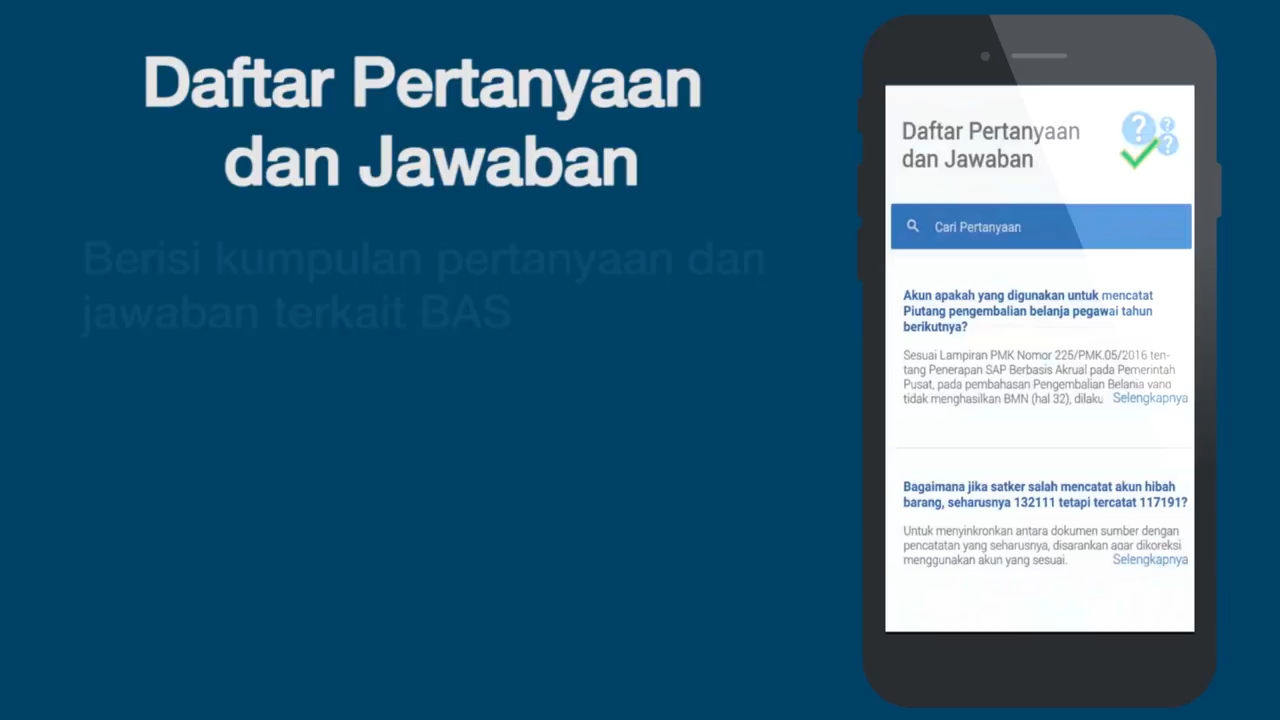 Daftar Pertanyaan
dan Jawaban
Berisi kumpulan pertanyaan dan
jawaban terkait BAS
Daftar Pertanyaan
dan Jawaban
Cari Pertanyaan
Akun apakah yang digunakan untuk mencatat
Piutang pengembalian belanja pegawai tahun
berikutnya?
Sesuai Lampiran PMK Nomor 225/PMK.05/2016 ten-
tang Penerapan SAP Berbasis Akrual pada Pemerintah
Pusat, pada pembahasan Pengembalian Belanja yang
tidak menghasilkan BMN (hal 32), dilaku Selengkapnya
Bagaimana jika satker salah mencatat akun hibah
barang, seharusnya 132111 tetapi tercatat 117191?
Untuk menyinkronkan antara dokumen sumber dengan
pencatatan yang seharusnya, disarankan agar dikoreksi
menggunakan akun yang sesuai. Selengkapnya